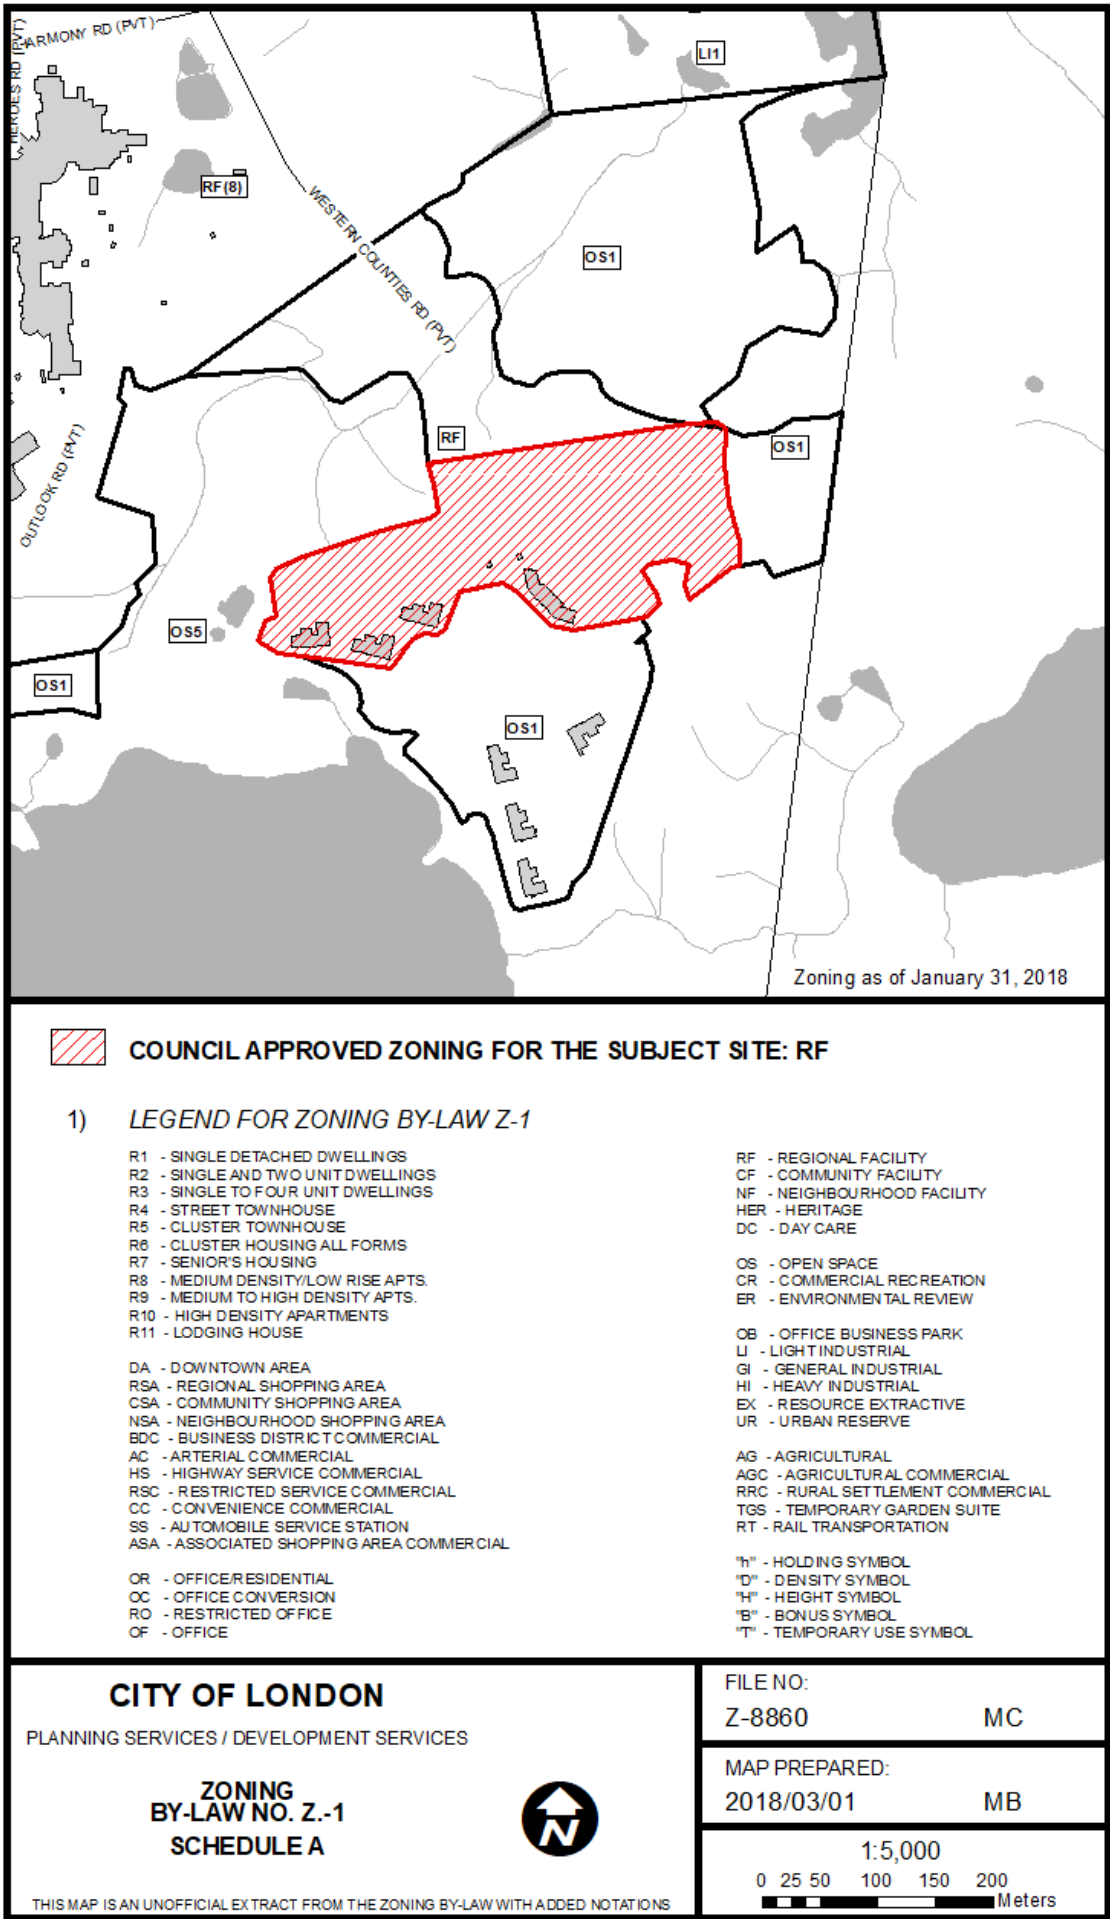 HARMONY RD (PVT)
HEROES RD (PVT)
LI1
RF(8)
WESTERN COUNTIES RD (PVT)
OS1
RF
OS1
OUTLOOK RD (PVT)
OS5
OS1
OS1
Zoning as of January 31, 2018
COUNCIL APPROVED ZONING FOR THE SUBJECT SITE: RF
1) LEGEND FOR ZONING BY-LAW Z-1
R1 - SINGLE DETACHED DWELLINGS
R2 - SINGLE AND TWO UNIT DWELLINGS
R3 - SINGLE TO FOUR UNIT DWELLINGS
R4 - STREET TOWNHOUSE
R5 - CLUSTER TOWNHOUSE
R6 - CLUSTER HOUSING ALL FORMS
R7 - SENIOR'S HOUSING
R8 - MEDIUM DENSITY/LOW RISE APTS.
R9 - MEDIUM TO HIGH DENSITY APTS.
R10 - HIGH DENSITY APARTMENTS
R11 - LODGING HOUSE
DA - DOWNTOWN AREA
RSA - REGIONAL SHOPPING AREA
CSA - COMMUNITY SHOPPING AREA
NSA - NEIGHBOURHOOD SHOPPING AREA
BDC - BUSINESS DISTRICT COMMERCIAL
AC - ARTERIAL COMMERCIAL
HS - HIGHWAY SERVICE COMMERCIAL
RSC - RESTRICTED SERVICE COMMERCIAL
CC - CONVENIENCE COMMERCIAL
SS - AUTOMOBILE SERVICE STATION
ASA - ASSOCIATED SHOPPING AREA COMMERCIAL
OR - OFFICE/RESIDENTIAL
OC - OFFICE CONVERSION
RO - RESTRICTED OFFICE
OF - OFFICE
RF - REGIONAL FACILITY
CF - COMMUNITY FACILITY
NF - NEIGHBOURHOOD FACILITY
HER - HERITAGE
DC - DAY CARE
OS - OPEN SPACE
CR - COMMERCIAL RECREATION
ER - ENVIRONMENTAL REVIEW
OB - OFFICE BUSINESS PARK
LI - LIGHT INDUSTRIAL
GI - GENERAL INDUSTRIAL
HI - HEAVY INDUSTRIAL
EX - RESOURCE EXTRACTIVE
UR - URBAN RESERVE
AG - AGRICULTURAL
AGC - AGRICULTURAL COMMERCIAL
RRC - RURAL SETTLEMENT COMMERCIAL
TGS - TEMPORARY GARDEN SUITE
RT - RAIL TRANSPORTATION
"h" - HOLDING SYMBOL
"D" - DENSITY SYMBOL
"H" - HEIGHT SYMBOL
"B" - BONUS SYMBOL
"T" - TEMPORARY USE SYMBOL
CITY OF LONDON
PLANNING SERVICES / DEVELOPMENT SERVICES
ZONING
BY-LAW NO. Z.-1
SCHEDULE A
N
THIS MAP IS AN UNOFFICIAL EXTRACT FROM THE ZONING BY-LAW WITH ADDED NOTATIONS
FILE NO:
Z-8860 MC
MAP PREPARED:
2018/03/01 MB
1:5,000
0 25 50 100 150 200
Meters